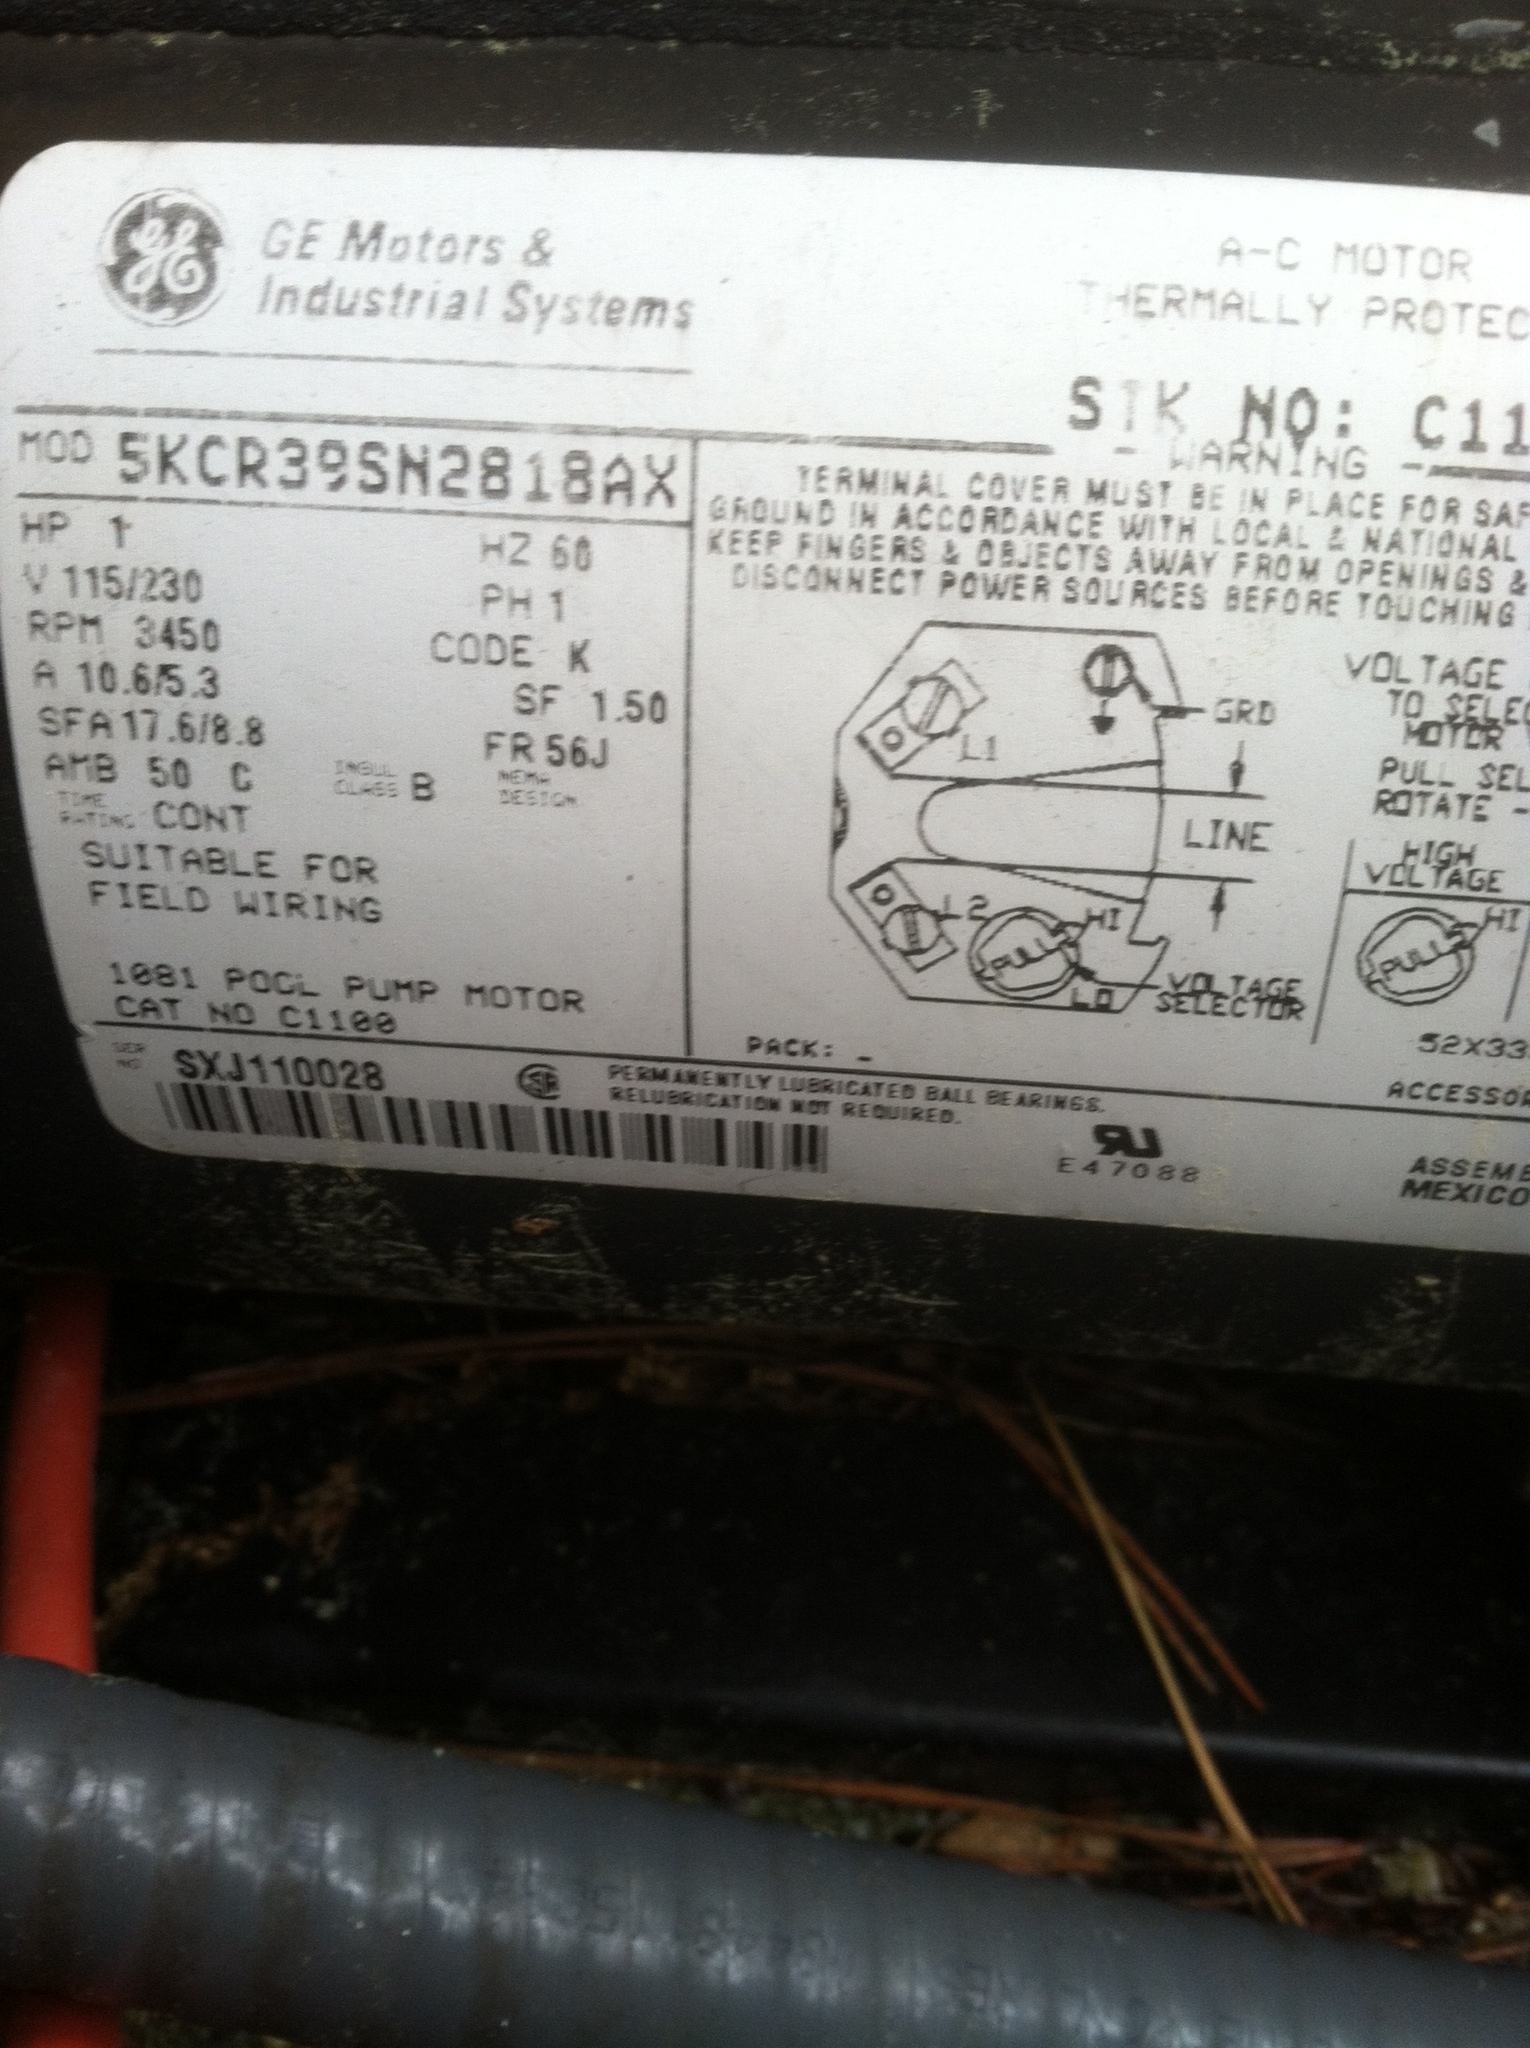 GE Motors &
Industrial Systems
A-C MOTOR
THERMALLY PROTEC
STK NO: C11
MOD 5KCR39SN2818AX
HP 1
HZ 60
V 115/230
PH 1
RPM 3450
CODE K
A 10.6/5.3
SF 1.50
SFA 17.6/8.8
FR 56J
AMB 50 C
INSUL CLASS B
NEMA DESIGN
TIME RATING CONT
SUITABLE FOR
FIELD WIRING
1081 POOL PUMP MOTOR
CAT NO C1100
- WARNING -
TERMINAL COVER MUST BE IN PLACE FOR SAF
GROUND IN ACCORDANCE WITH LOCAL & NATIONAL
KEEP FINGERS & OBJECTS AWAY FROM OPENINGS &
DISCONNECT POWER SOURCES BEFORE TOUCHING
L1
GRD
LINE
L2
HI
PULL
LO
VOLTAGE
SELECTOR
VOLTAGE
TO SELEC
MOTOR
PULL SEL
ROTATE -
HIGH
VOLTAGE
HI
PULL
PACK: -
52X33
SER NO SXJ110028
PERMANENTLY LUBRICATED BALL BEARINGS.
RELUBRICATION NOT REQUIRED.
ACCESSOR
E47088
ASSEMB
MEXICO